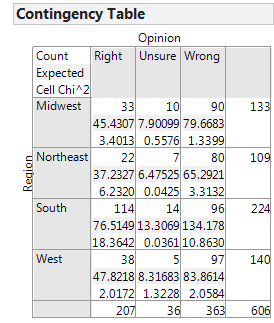 Contingency Table
Opinion
Count Right Unsure Wrong
Expected
Cell Chi^2
Region
Midwest 33 10 90 133
45.4307 7.90099 79.6683
3.4013 0.5576 1.3399
Northeast 22 7 80 109
37.2327 6.47525 65.2921
6.2320 0.0425 3.3132
South 114 14 96 224
76.5149 13.3069 134.178
18.3642 0.0361 10.8630
West 38 5 97 140
47.8218 8.31683 83.8614
2.0172 1.3228 2.0584
207 36 363 606